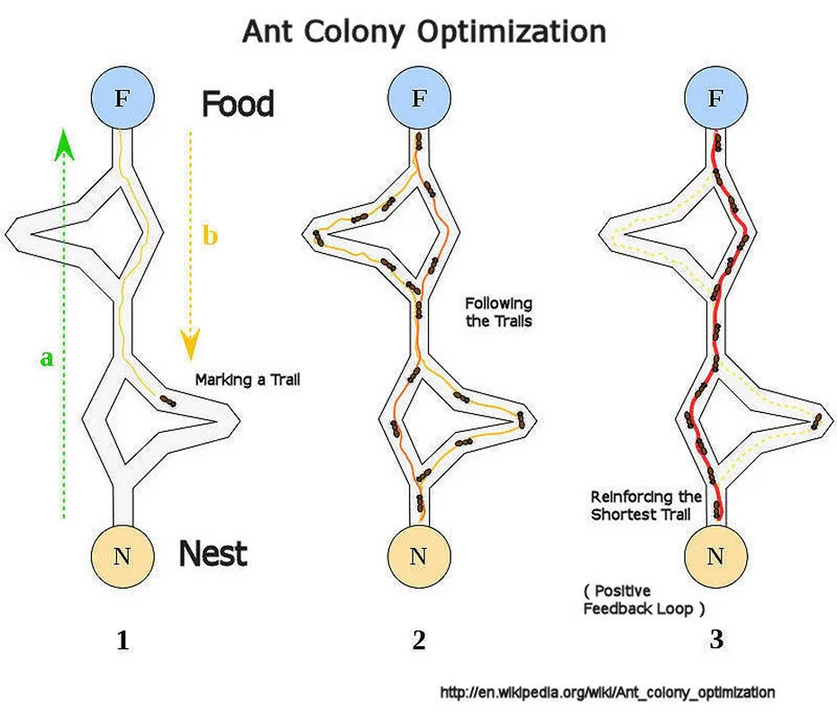 Ant Colony Optimization
F
Food
F
F
a
b
Following
the Trails
Marking a Trail
Reinforcing the
Shortest Trail
N
Nest
N
N
( Positive
Feedback Loop )
1
2
3
http://en.wikipedia.org/wiki/Ant_colony_optimization